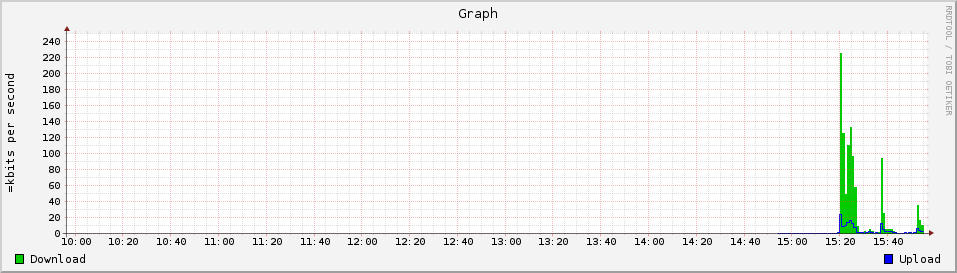 Graph
RRDTOOL / TOBI OETIKER
=kbits per second
240
220
200
180
160
140
120
100
80
60
40
20
0
10:00 10:20 10:40 11:00 11:20 11:40 12:00 12:20 12:40 13:00 13:20 13:40 14:00 14:20 14:40 15:00 15:20 15:40
Download Upload